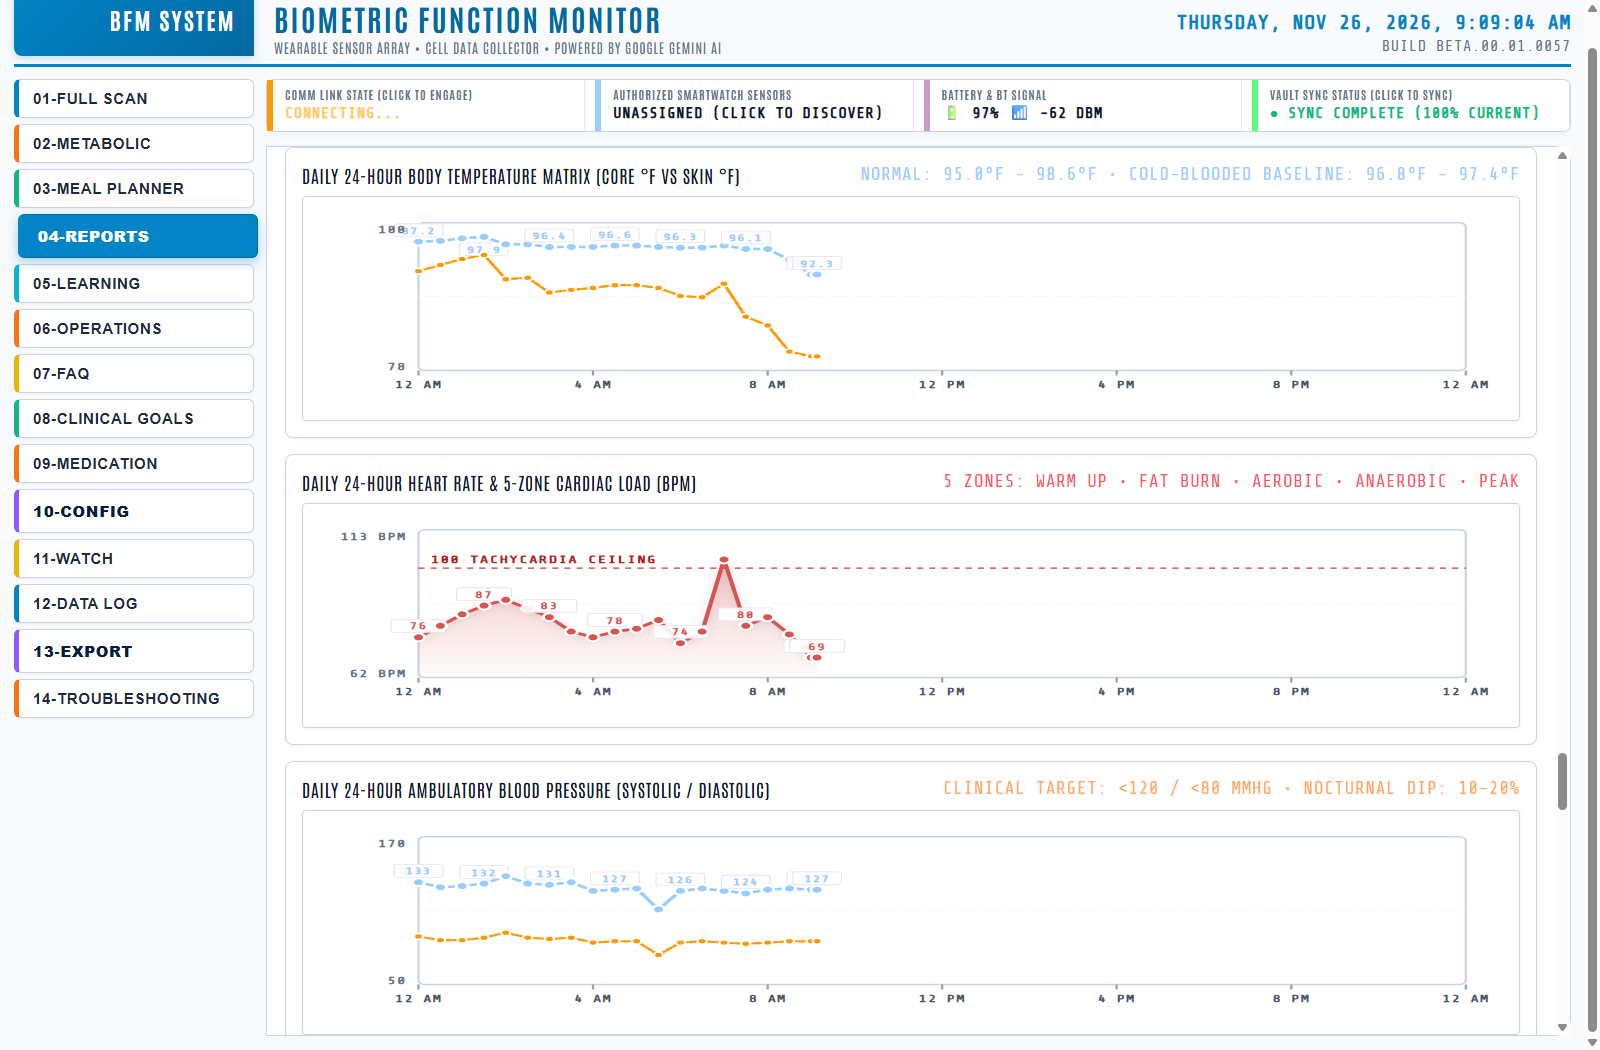 BFM SYSTEM
BIOMETRIC FUNCTION MONITOR
WEARABLE SENSOR ARRAY • CELL DATA COLLECTOR • POWERED BY GOOGLE GEMINI AI
THURSDAY, NOV 26, 2026, 9:09:04 AM
BUILD BETA.00.01.0057
01-FULL SCAN
02-METABOLIC
03-MEAL PLANNER
04-REPORTS
05-LEARNING
06-OPERATIONS
07-FAQ
08-CLINICAL GOALS
09-MEDICATION
10-CONFIG
11-WATCH
12-DATA LOG
13-EXPORT
14-TROUBLESHOOTING
COMM LINK STATE (CLICK TO ENGAGE)
CONNECTING...
AUTHORIZED SMARTWATCH SENSORS
UNASSIGNED (CLICK TO DISCOVER)
BATTERY & BT SIGNAL
97% -62 DBM
VAULT SYNC STATUS (CLICK TO SYNC)
● SYNC COMPLETE (100% CURRENT)
DAILY 24-HOUR BODY TEMPERATURE MATRIX (CORE °F VS SKIN °F)
NORMAL: 95.0°F - 98.6°F · COLD-BLOODED BASELINE: 96.8°F - 97.4°F
100
97.2
97.9
96.4
96.6
96.3
96.1
92.3
78
12 AM
4 AM
8 AM
12 PM
4 PM
8 PM
12 AM
DAILY 24-HOUR HEART RATE & 5-ZONE CARDIAC LOAD (BPM)
5 ZONES: WARM UP · FAT BURN · AEROBIC · ANAEROBIC · PEAK
113 BPM
100 TACHYCARDIA CEILING
76
87
83
78
74
80
69
62 BPM
12 AM
4 AM
8 AM
12 PM
4 PM
8 PM
12 AM
DAILY 24-HOUR AMBULATORY BLOOD PRESSURE (SYSTOLIC / DIASTOLIC)
CLINICAL TARGET: <120 / <80 MMHG · NOCTURNAL DIP: 10-20%
170
133
132
131
127
126
124
127
50
12 AM
4 AM
8 AM
12 PM
4 PM
8 PM
12 AM